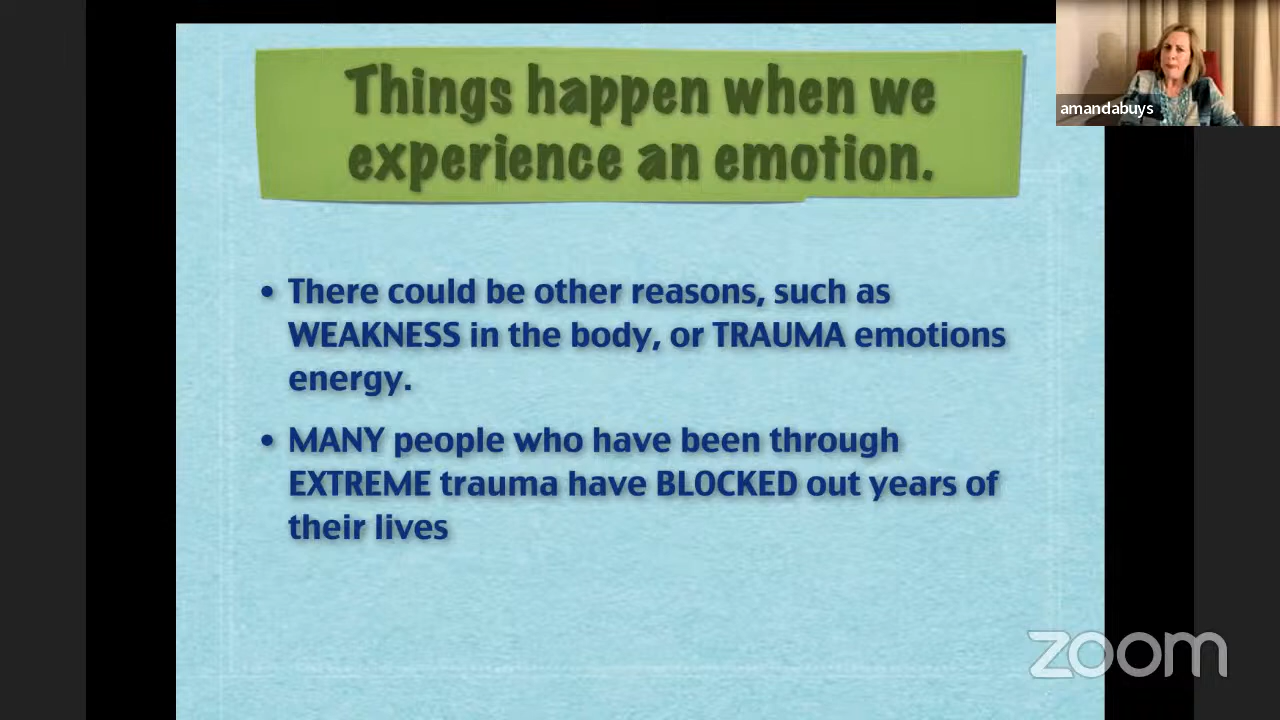 Things happen when we
experience an emotion.
amandabuys
• There could be other reasons, such as
WEAKNESS in the body, or TRAUMA emotions
energy.
• MANY people who have been through
EXTREME trauma have BLOCKED out years of
their lives
zoom